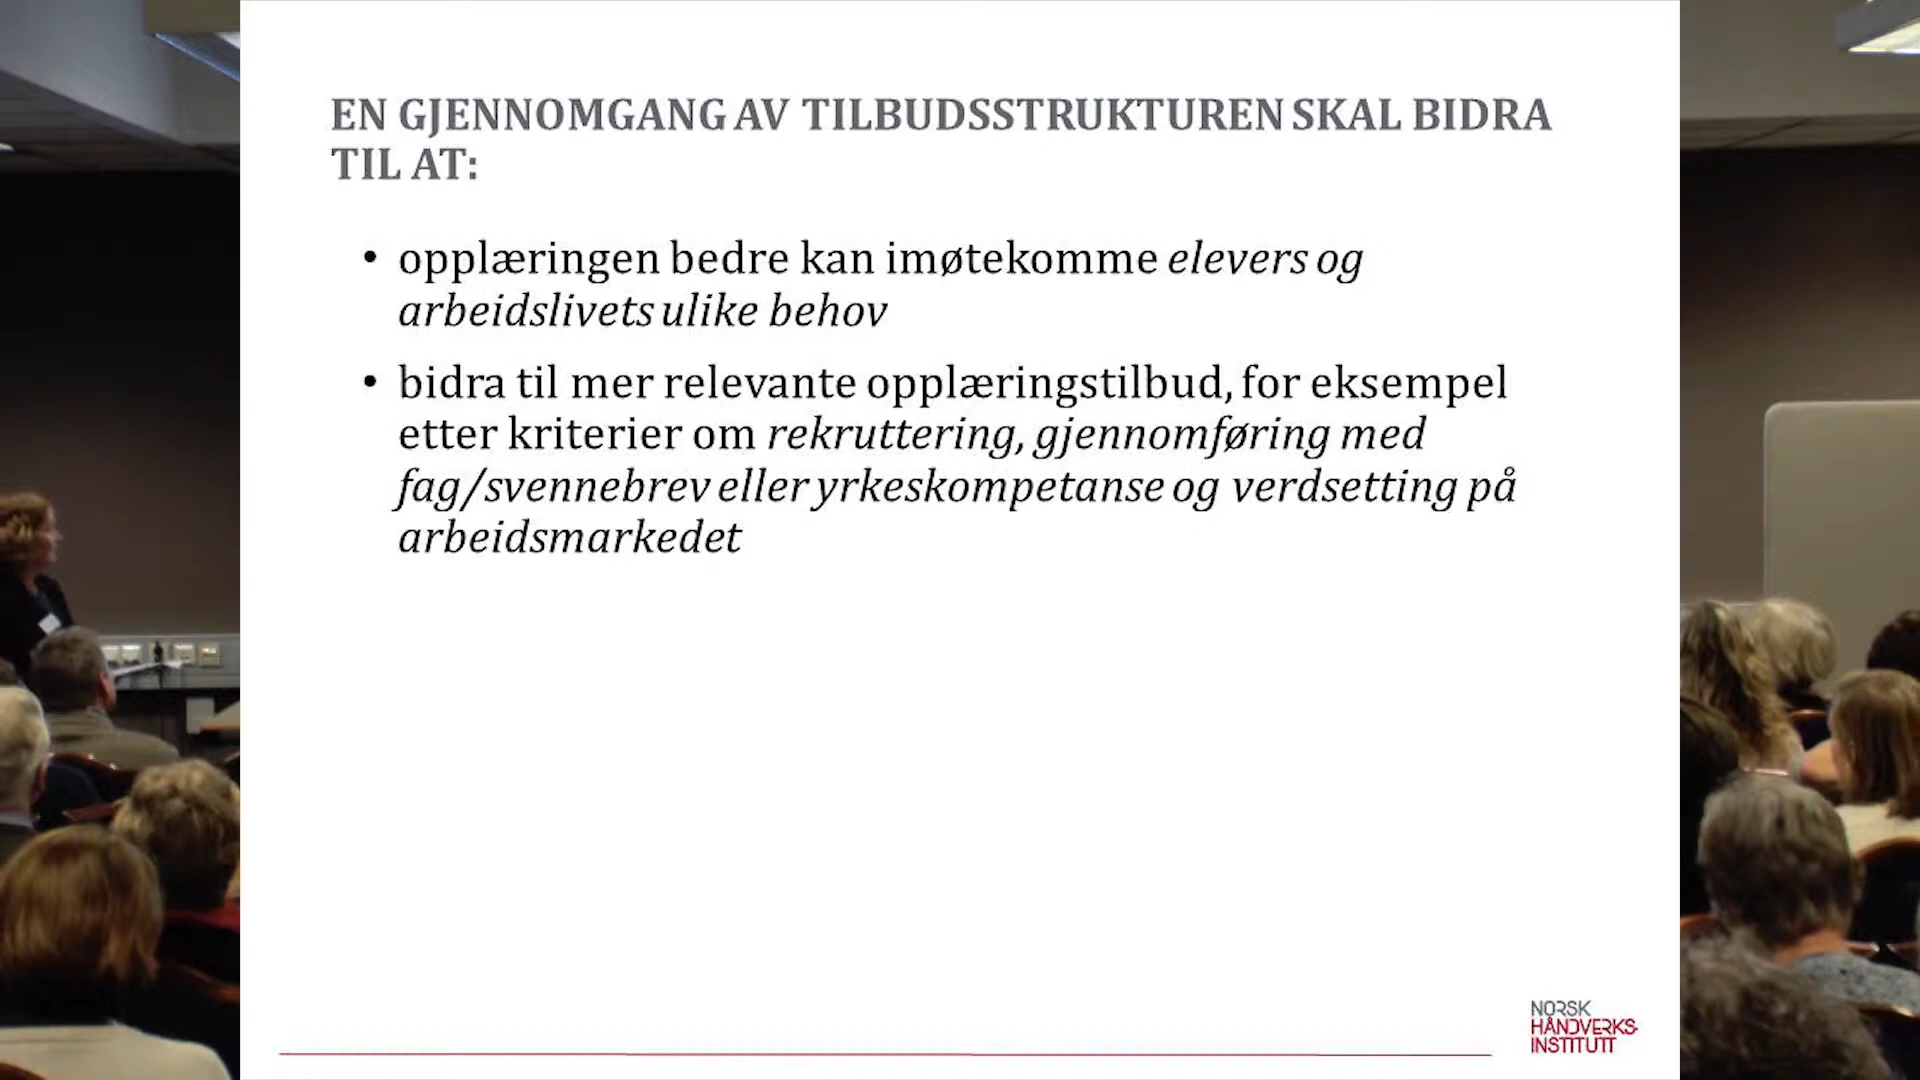 EN GJENNOMGANG AV TILBUDSSTRUKTUREN SKAL BIDRA
TIL AT:
• opplæringen bedre kan imøtekomme elevers og
arbeidslivets ulike behov
• bidra til mer relevante opplæringstilbud, for eksempel
etter kriterier om rekruttering, gjennomføring med
fag/svennebrev eller yrkeskompetanse og verdsetting på
arbeidsmarkedet
NORSK
HÅNDVERKS-
INSTITUTT